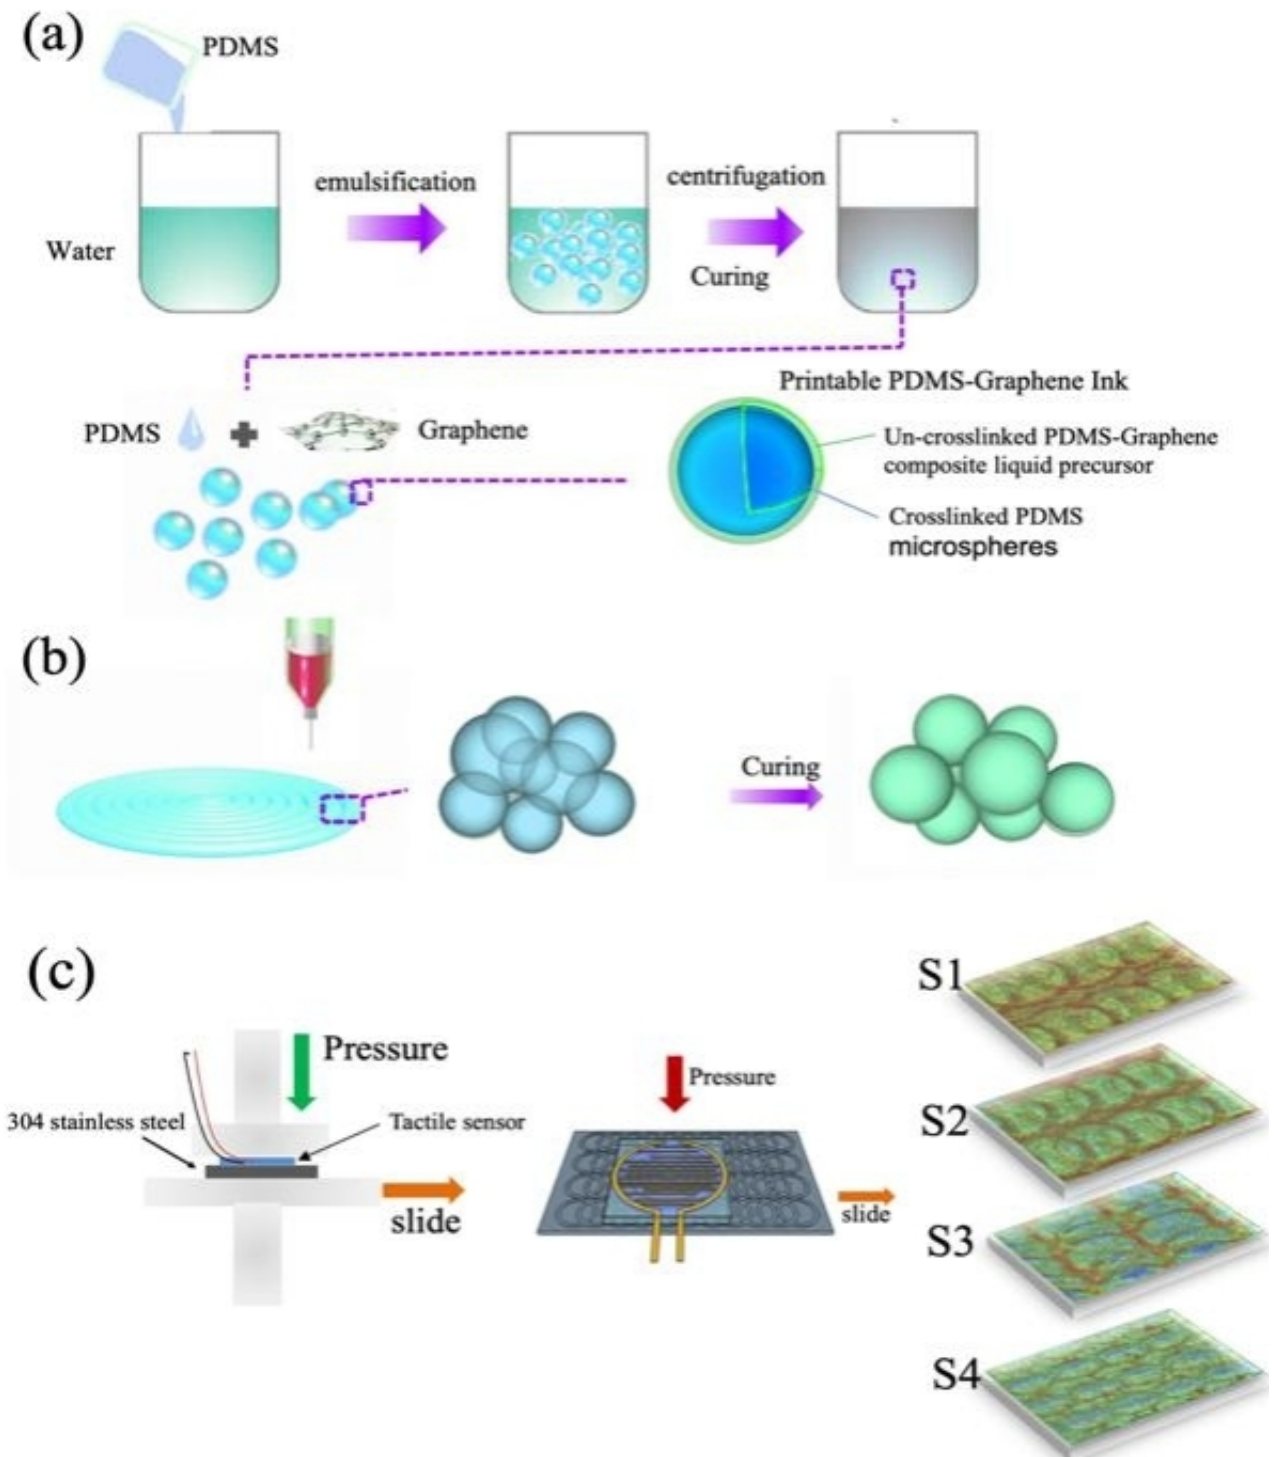 (a)
PDMS
emulsification
centrifugation
Water
Curing
Printable PDMS-Graphene Ink
PDMS
Graphene
Un-crosslinked PDMS-Graphene
composite liquid precursor
Crosslinked PDMS
microspheres
(b)
Curing
(c)
Pressure
304 stainless steel
Tactile sensor
slide
Pressure
slide
S1
S2
S3
S4